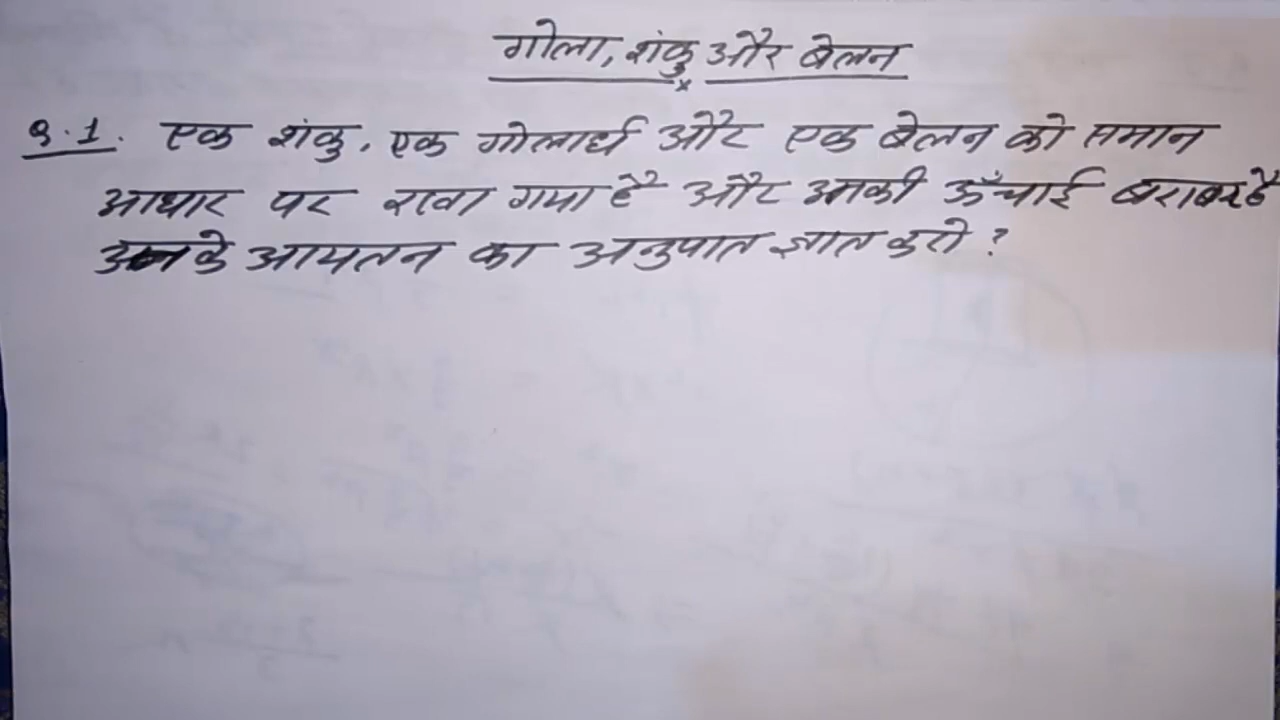 गोला, शंकु और बेलन
Q.1. एक शंकु, एक गोलार्ध और एक बेलन को समान
आधार पर रखा गया है और उनकी ऊँचाई बराबर है
उनके आयतन का अनुपात ज्ञात करो ?